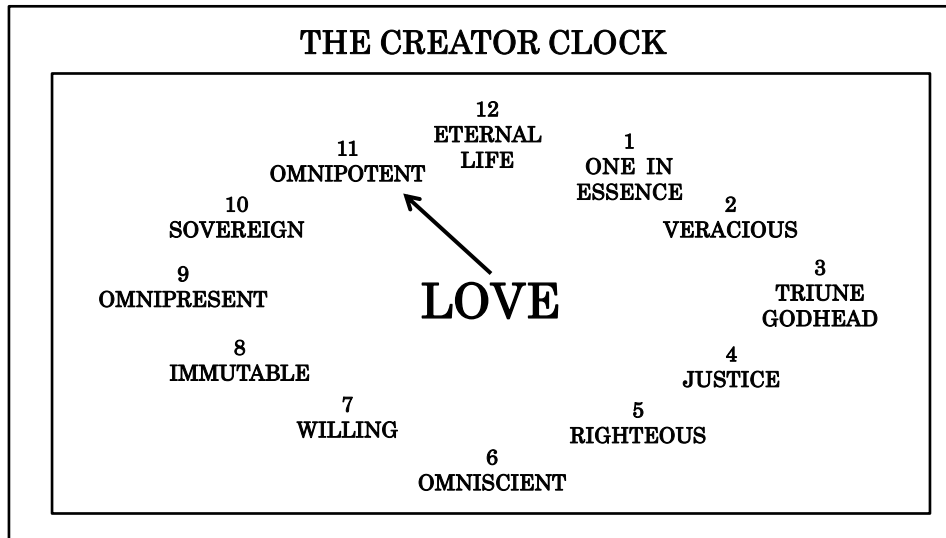 THE CREATOR CLOCK
12
ETERNAL
LIFE
1
ONE IN
ESSENCE
2
VERACIOUS
3
TRIUNE
GODHEAD
4
JUSTICE
5
RIGHTEOUS
6
OMNISCIENT
7
WILLING
8
IMMUTABLE
9
OMNIPRESENT
10
SOVEREIGN
11
OMNIPOTENT
LOVE